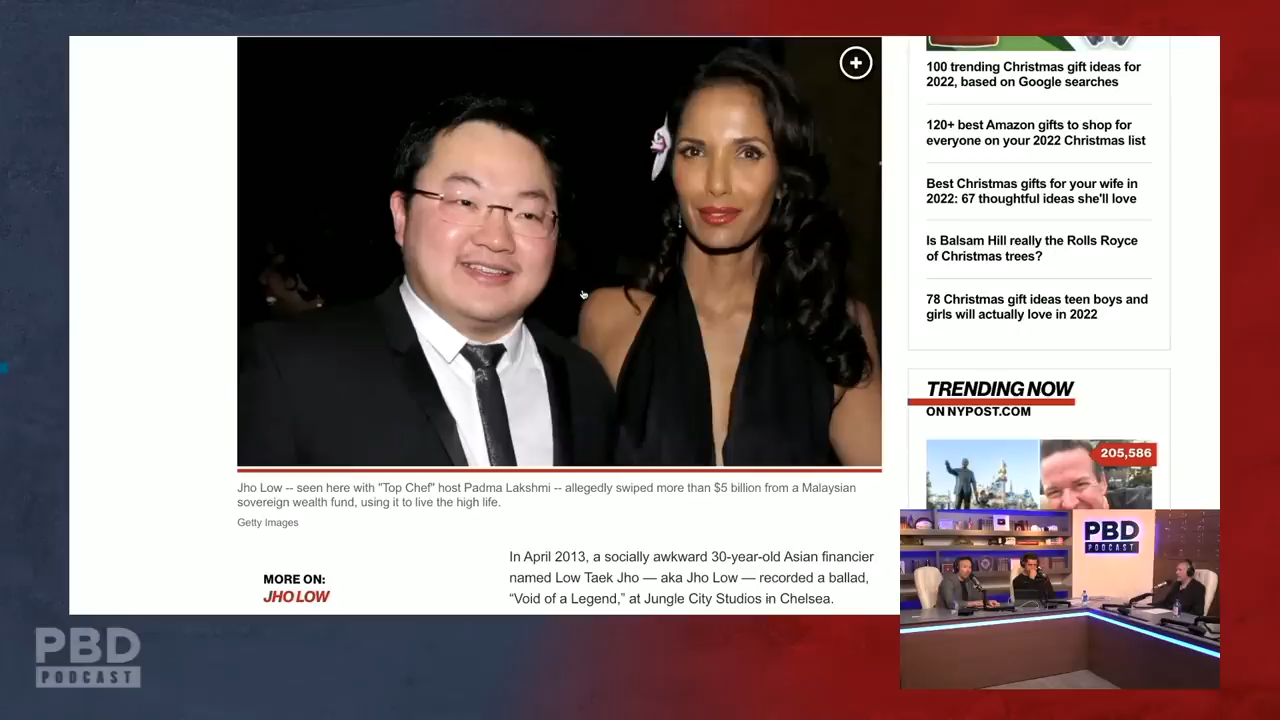 100 trending Christmas gift ideas for
2022, based on Google searches
120+ best Amazon gifts to shop for
everyone on your 2022 Christmas list
Best Christmas gifts for your wife in
2022: 67 thoughtful ideas she'll love
Is Balsam Hill really the Rolls Royce
of Christmas trees?
78 Christmas gift ideas teen boys and
girls will actually love in 2022
TRENDING NOW
ON NYPOST.COM
205,586
Jho Low -- seen here with "Top Chef" host Padma Lakshmi -- allegedly swiped more than $5 billion from a Malaysian
sovereign wealth fund, using it to live the high life.
Getty Images
MORE ON:
JHO LOW
In April 2013, a socially awkward 30-year-old Asian financier
named Low Taek Jho — aka Jho Low — recorded a ballad,
“Void of a Legend,” at Jungle City Studios in Chelsea.
PBD
PODCAST
PBD
PODCAST